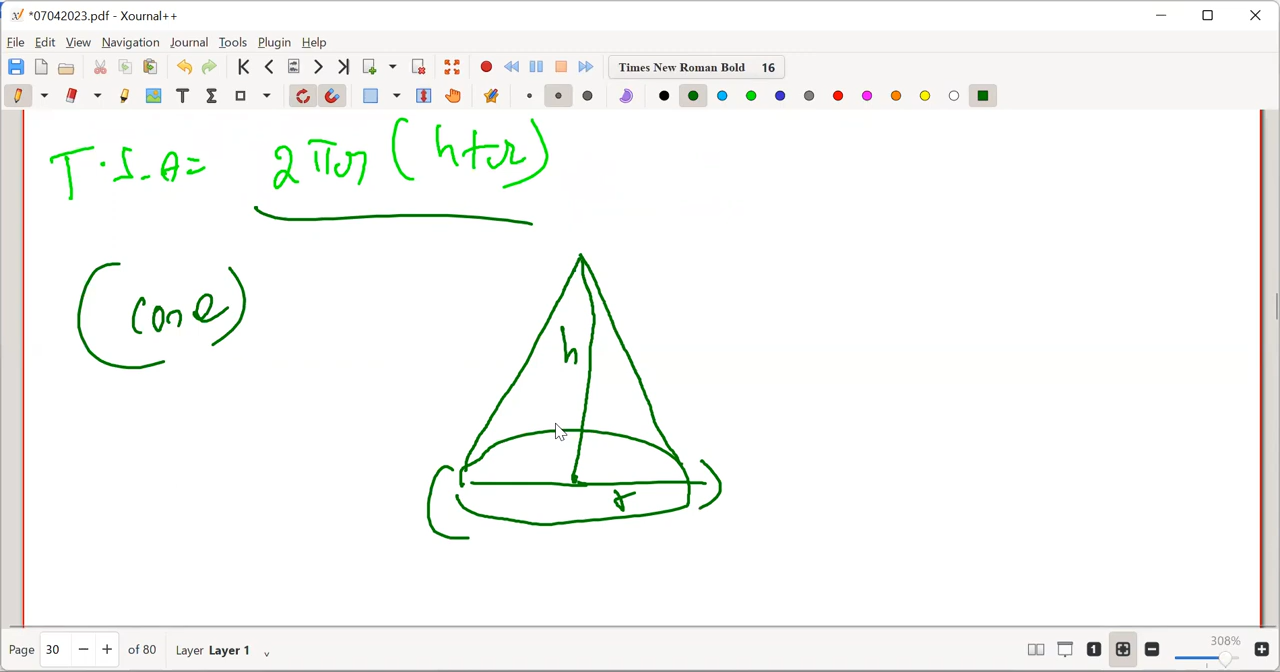 *07042023.pdf - Xournal++
File Edit View Navigation Journal Tools Plugin Help
Times New Roman Bold 16
T.S.A= 2πr(h+r)
(cone)
h
r
Page 30 of 80 Layer Layer 1 308%